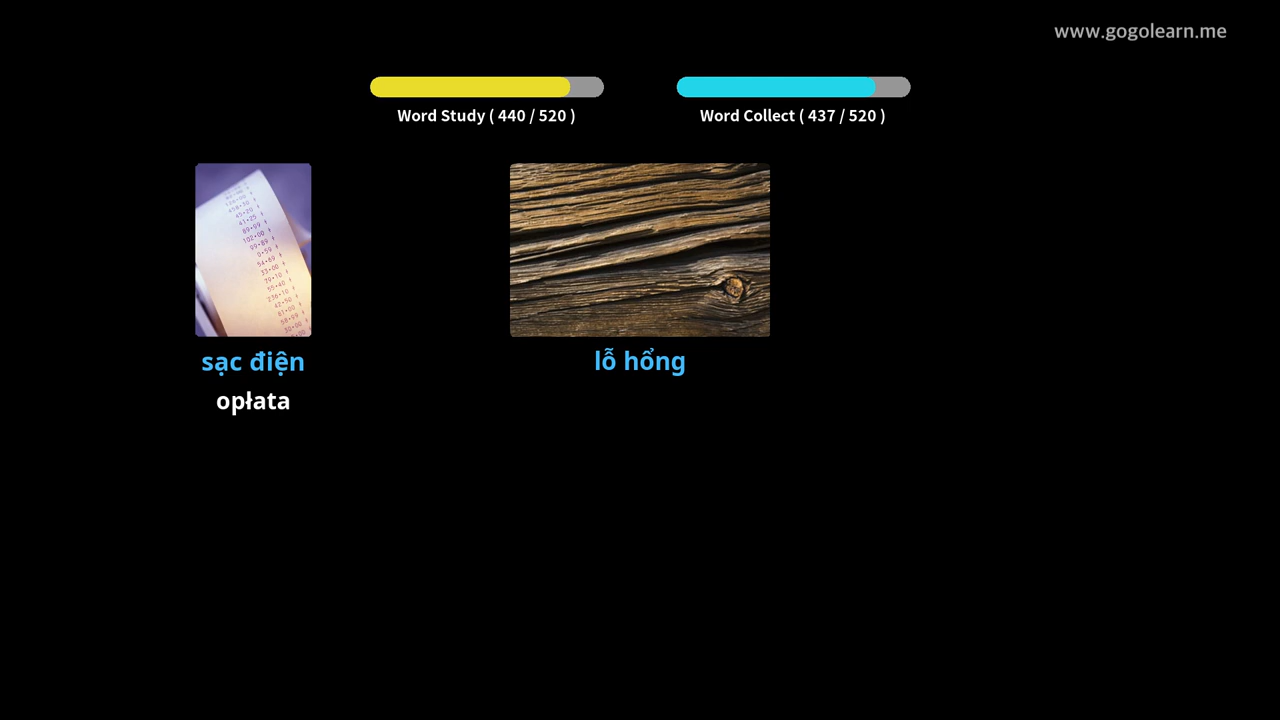 www.gogolearn.me
Word Study ( 440 / 520 )
Word Collect ( 437 / 520 )
sạc điện
opłata
lỗ hổng